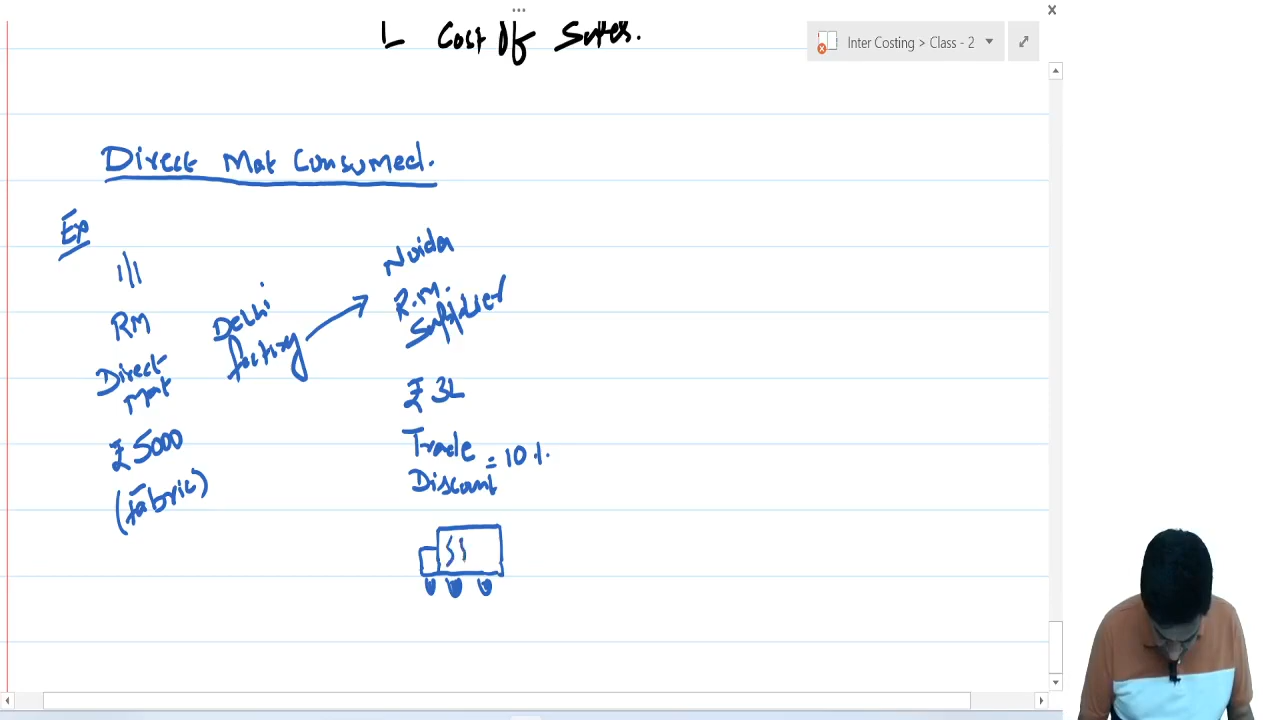 L Cost Of Sales.
Inter Costing > Class - 2
Direct Mat Consumed.
Ex
1/1
RM
Direct
Mat
₹5000
(fabric)
Delhi
factory
Noida
R.M.
Supplier
₹ 3L
Trade
Discount = 10%